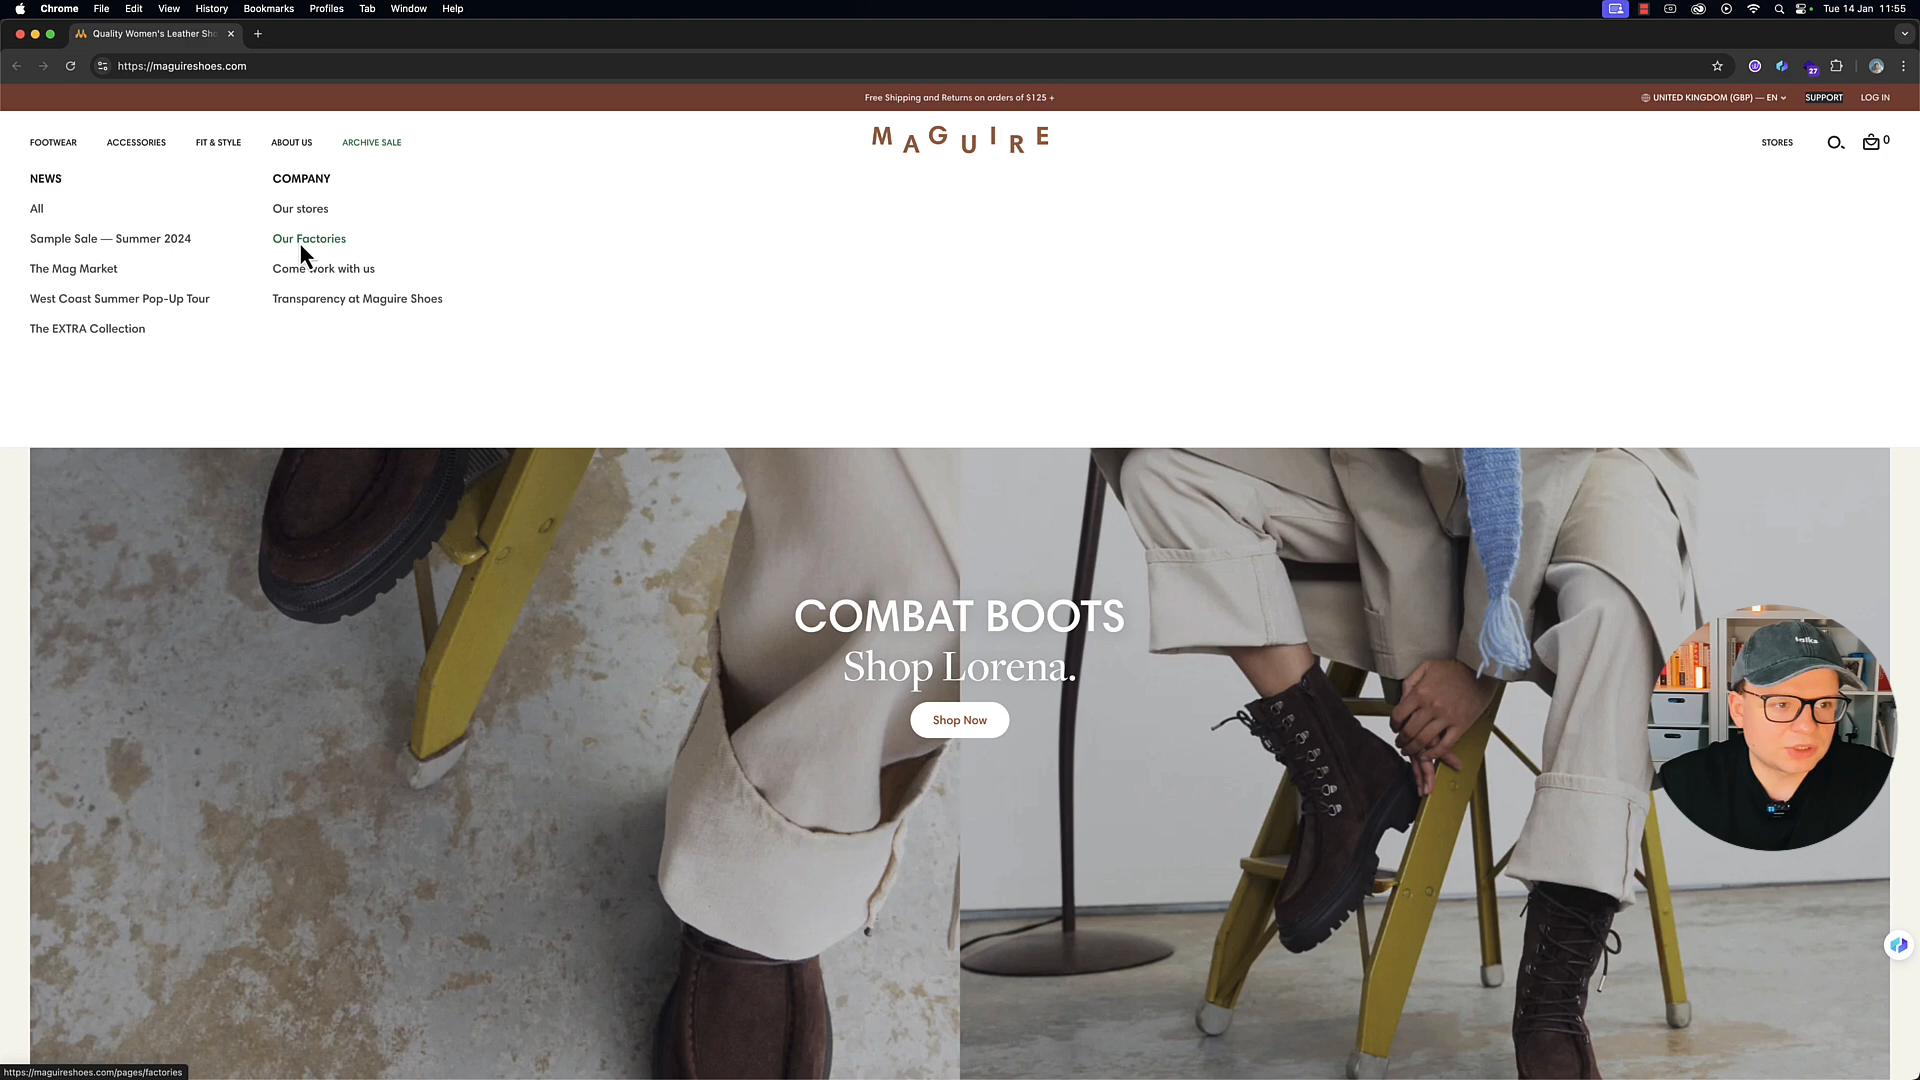 Chrome File Edit View History Bookmarks Profiles Tab Window Help
Tue 14 Jan 11:55
Quality Women's Leather Sho
https://maguireshoes.com
27
Free Shipping and Returns on orders of $125 +
UNITED KINGDOM (GBP) — EN
SUPPORT
LOG IN
FOOTWEAR
ACCESSORIES
FIT & STYLE
ABOUT US
ARCHIVE SALE
MAGUIRE
STORES
0
NEWS
All
Sample Sale — Summer 2024
The Mag Market
West Coast Summer Pop-Up Tour
The EXTRA Collection
COMPANY
Our stores
Our Factories
Come work with us
Transparency at Maguire Shoes
COMBAT BOOTS
Shop Lorena.
Shop Now
talks
https://maguireshoes.com/pages/factories